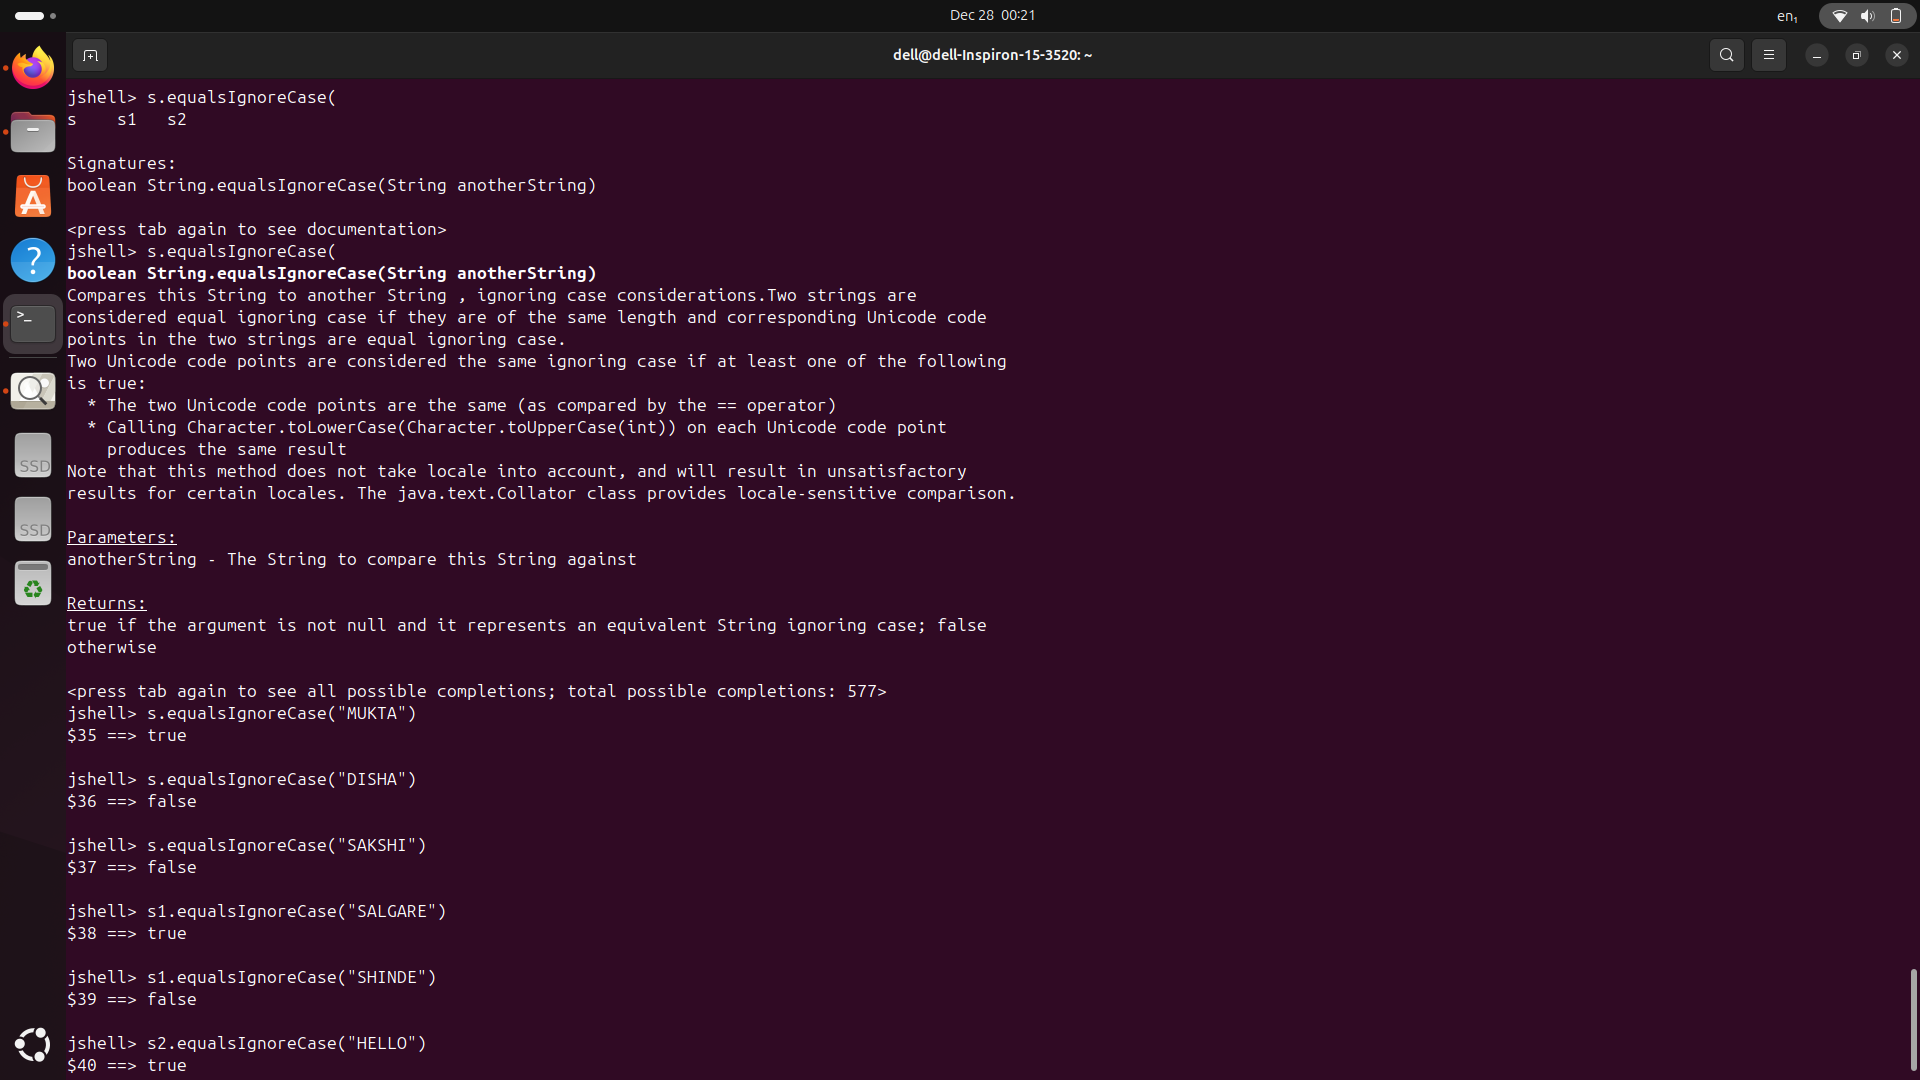 Dec 28 00:21
en₁
dell@dell-Inspiron-15-3520: ~
jshell> s.equalsIgnoreCase(
s    s1   s2
Signatures:
boolean String.equalsIgnoreCase(String anotherString)
<press tab again to see documentation>
jshell> s.equalsIgnoreCase(
boolean String.equalsIgnoreCase(String anotherString)
Compares this String to another String , ignoring case considerations.Two strings are
considered equal ignoring case if they are of the same length and corresponding Unicode code
points in the two strings are equal ignoring case.
Two Unicode code points are considered the same ignoring case if at least one of the following
is true:
  * The two Unicode code points are the same (as compared by the == operator)
  * Calling Character.toLowerCase(Character.toUpperCase(int)) on each Unicode code point
    produces the same result
Note that this method does not take locale into account, and will result in unsatisfactory
results for certain locales. The java.text.Collator class provides locale-sensitive comparison.
Parameters:
anotherString - The String to compare this String against
Returns:
true if the argument is not null and it represents an equivalent String ignoring case; false
otherwise
<press tab again to see all possible completions; total possible completions: 577>
jshell> s.equalsIgnoreCase("MUKTA")
$35 ==> true
jshell> s.equalsIgnoreCase("DISHA")
$36 ==> false
jshell> s.equalsIgnoreCase("SAKSHI")
$37 ==> false
jshell> s1.equalsIgnoreCase("SALGARE")
$38 ==> true
jshell> s1.equalsIgnoreCase("SHINDE")
$39 ==> false
jshell> s2.equalsIgnoreCase("HELLO")
$40 ==> true
SSD
SSD